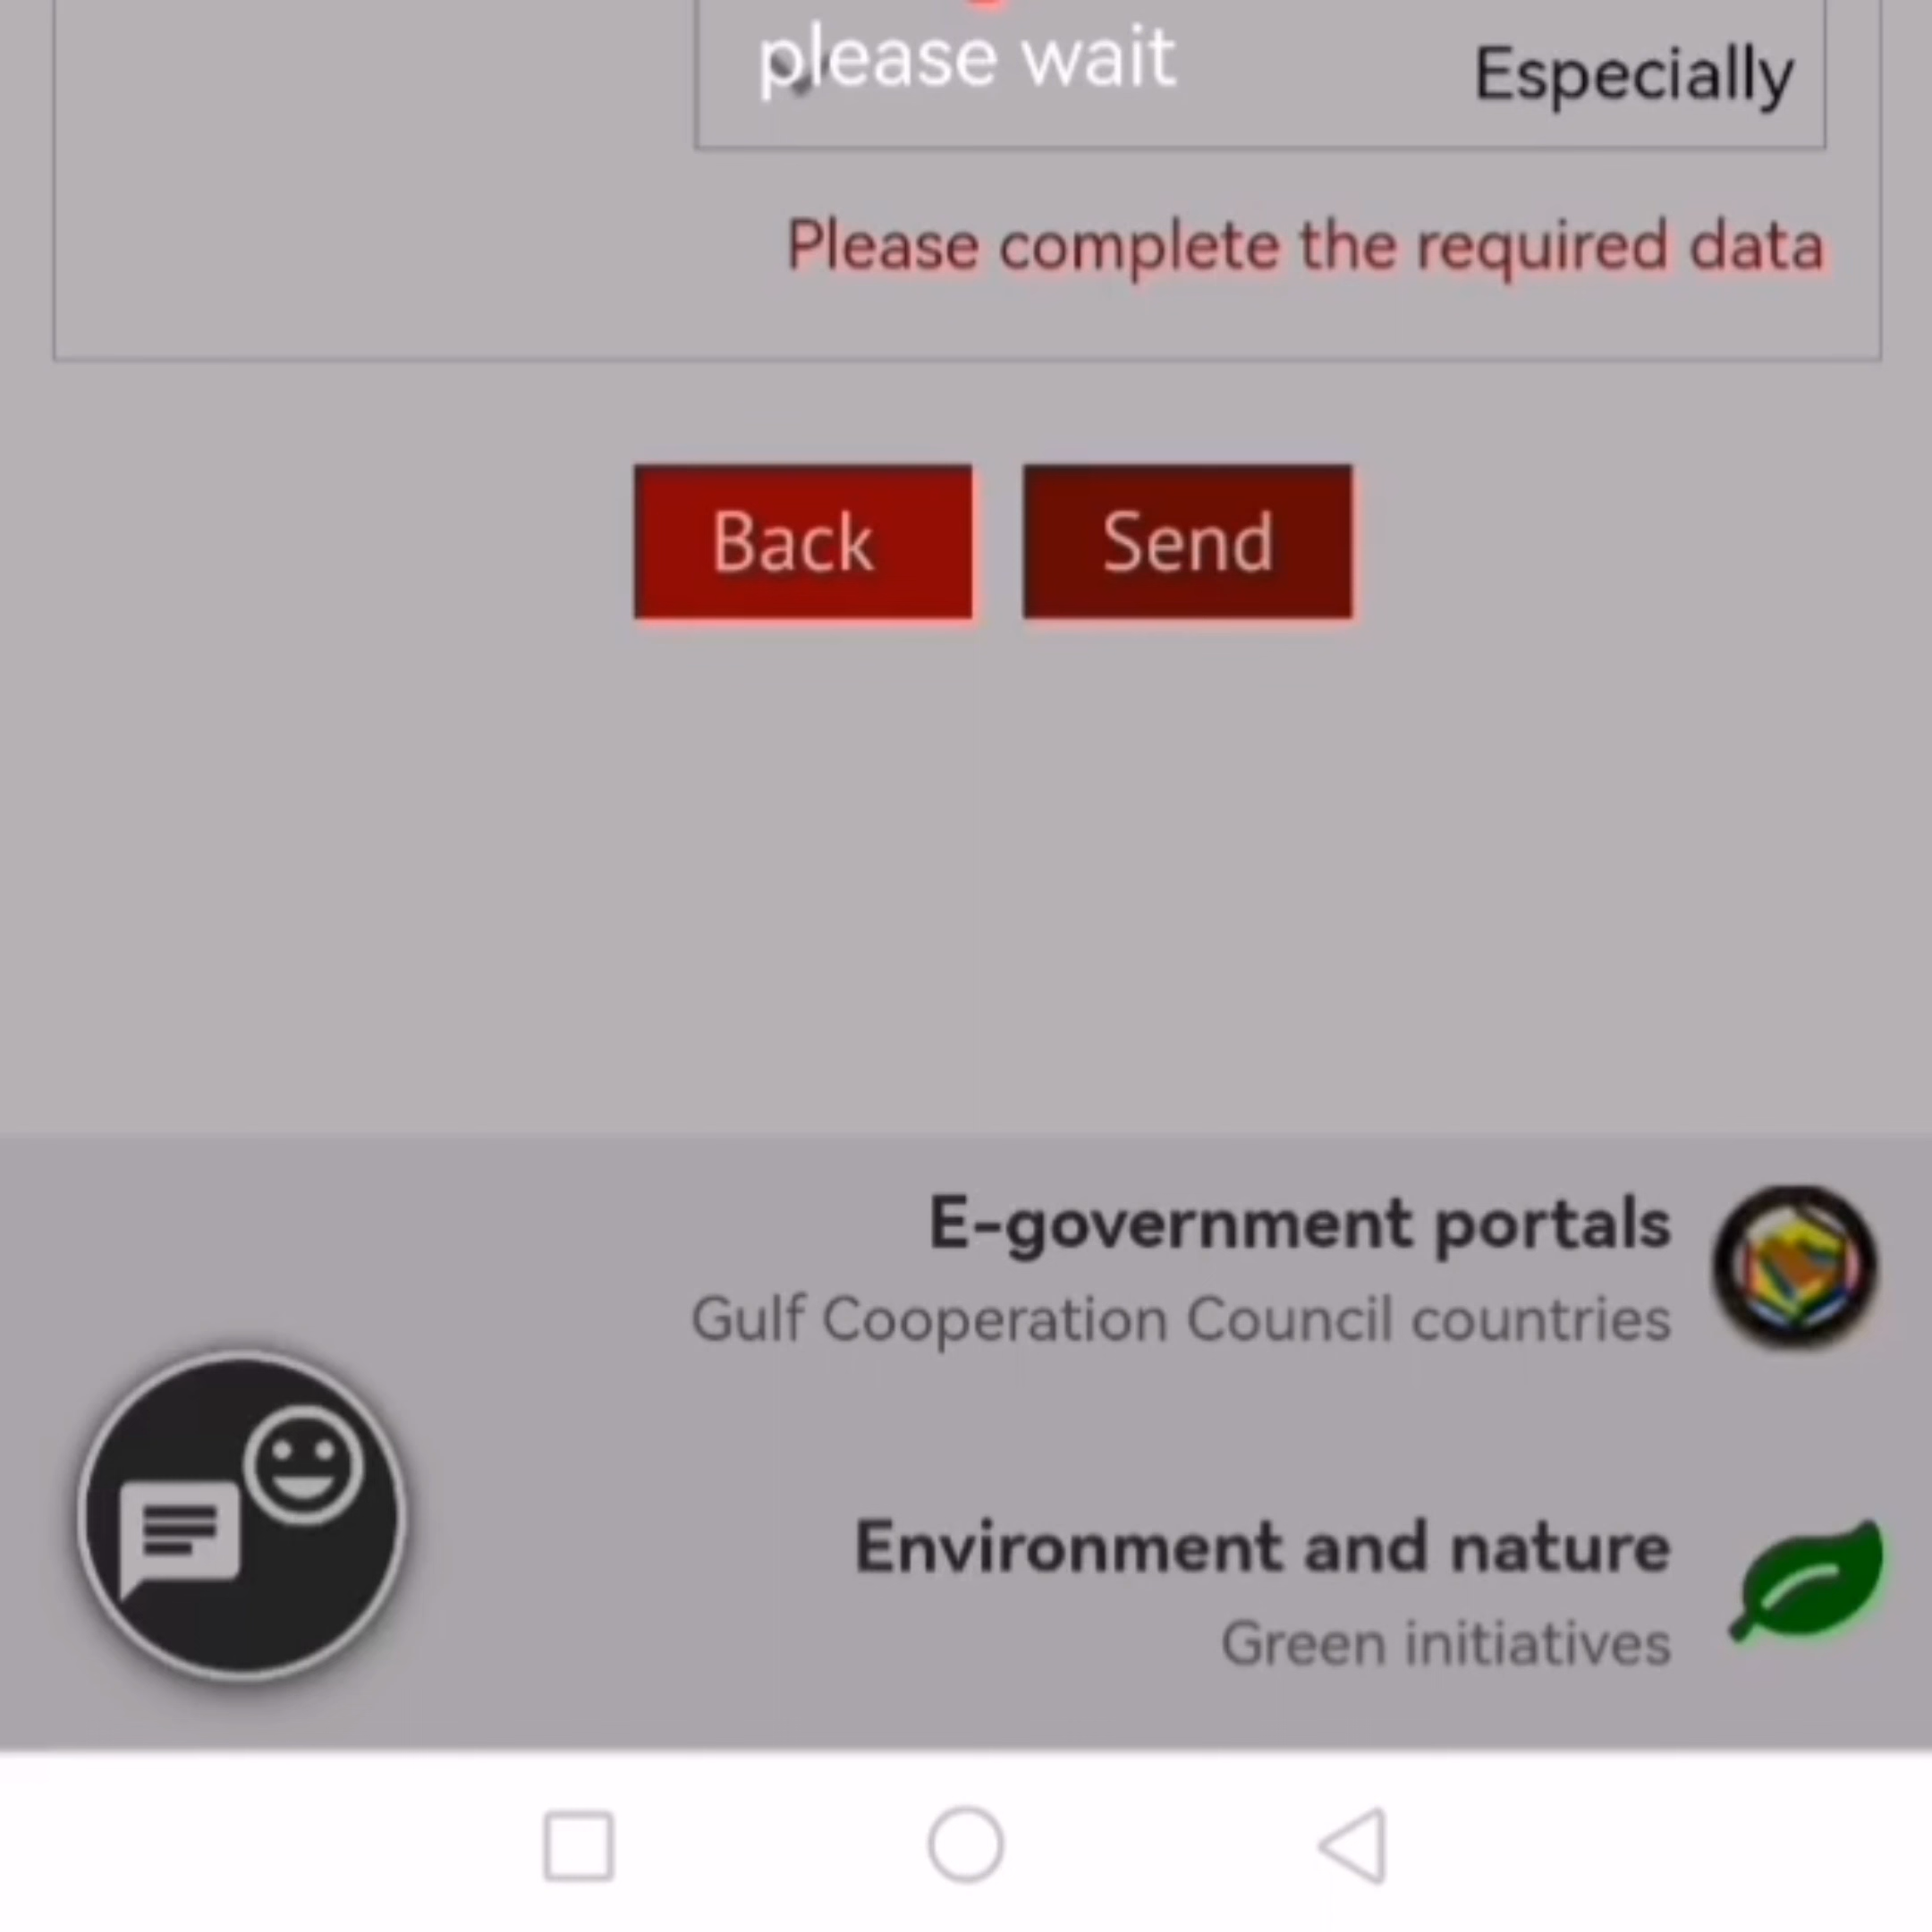 please wait
Especially
Please complete the required data
Back
Send
E-government portals
Gulf Cooperation Council countries
Environment and nature
Green initiatives